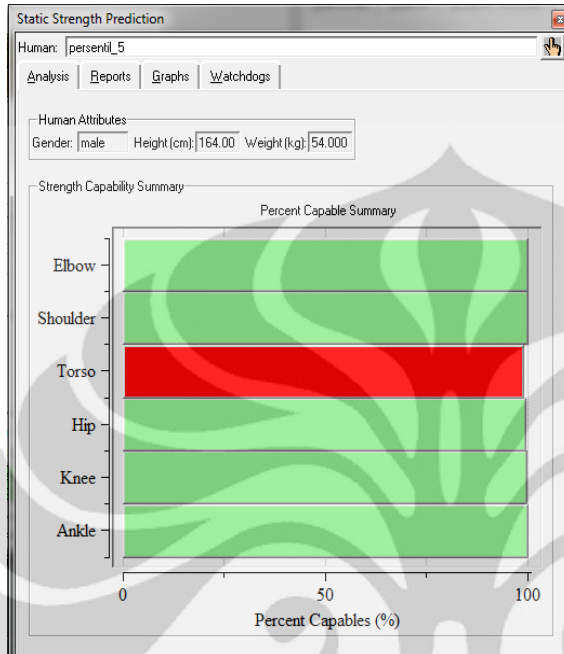 Static Strength Prediction
Human: persentil_5
Analysis Reports Graphs Watchdogs
Human Attributes
Gender: male Height (cm): 164.00 Weight (kg): 54.000
Strength Capability Summary
Percent Capable Summary
Elbow
Shoulder
Torso
Hip
Knee
Ankle
0 50 100
Percent Capables (%)